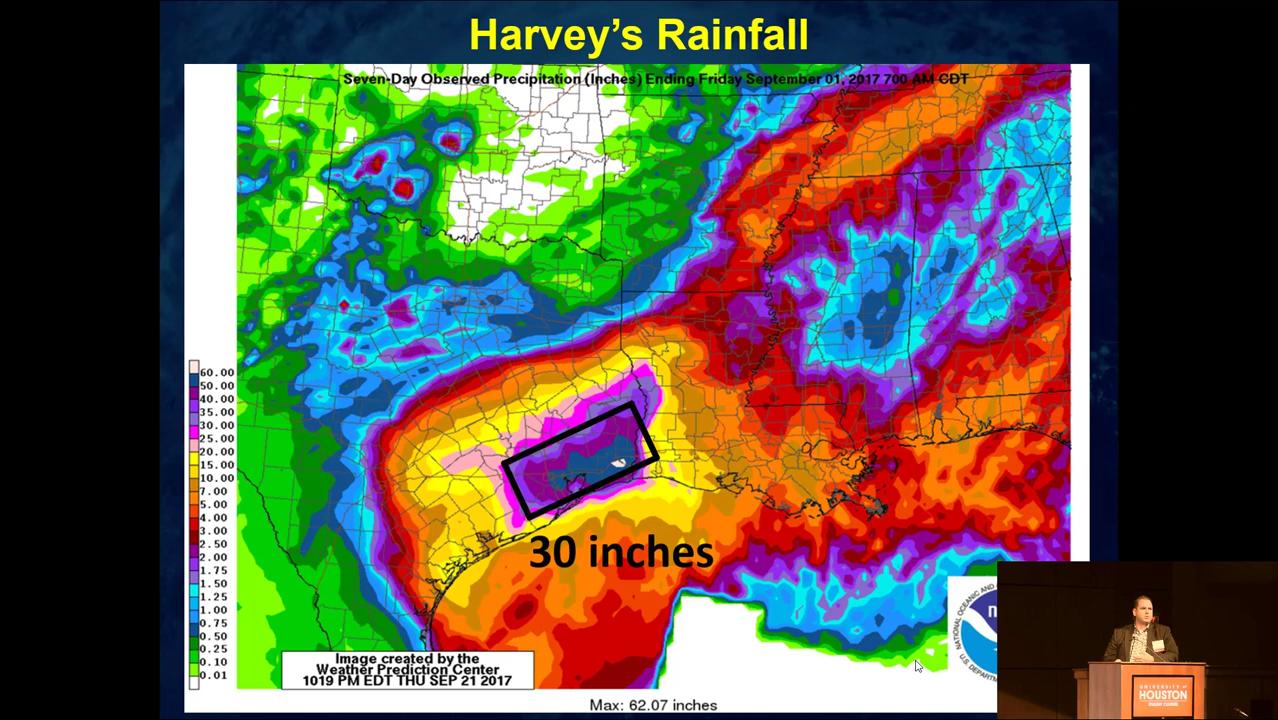 Harvey's Rainfall
Seven-Day Observed Precipitation (Inches) Ending Friday September 01, 2017 700 AM CDT
60.00
50.00
40.00
35.00
30.00
25.00
20.00
15.00
10.00
7.00
5.00
4.00
3.00
2.50
2.00
1.75
1.50
1.25
1.00
0.75
0.50
0.25
0.10
0.01
30 inches
Image created by the
Weather Prediction Center
1019 PM EDT THU SEP 21 2017
Max: 62.07 inches
NATIONAL OCEANIC AND
U.S. DEPARTM
n
UNIVERSITY of
HOUSTON